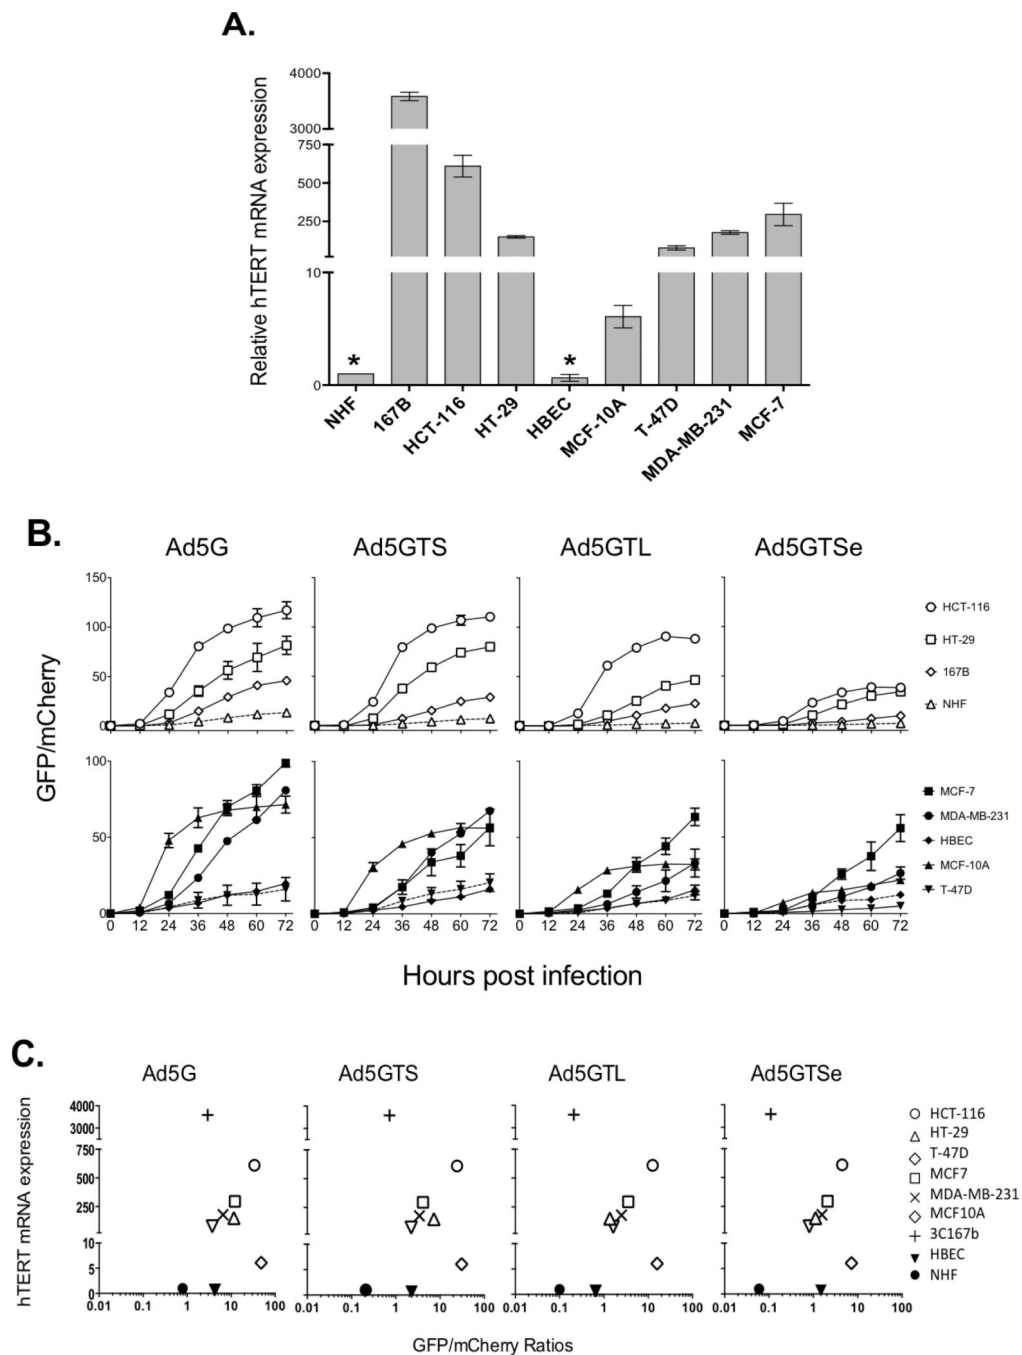 A.
Relative hTERT mRNA expression
4000
3000
750
500
250
10
0
*
*
NHF
167B
HCT-116
HT-29
HBEC
MCF-10A
T-47D
MDA-MB-231
MCF-7
B.
Ad5G Ad5GTS Ad5GTL Ad5GTSe
GFP/mCherry
150
100
50
0
HCT-116
HT-29
167B
NHF
100
50
0
0 12 24 36 48 60 72 0 12 24 36 48 60 72 0 12 24 36 48 60 72 0 12 24 36 48 60 72
MCF-7
MDA-MB-231
HBEC
MCF-10A
T-47D
Hours post infection
C.
Ad5G Ad5GTS Ad5GTL Ad5GTSe
hTERT mRNA expression
4000
3000
750
500
250
0
10
5
0
0.01 0.1 1 10 100 0.01 0.1 1 10 100 0.01 0.1 1 10 100 0.01 0.1 1 10 100
HCT-116
HT-29
T-47D
MCF7
MDA-MB-231
MCF10A
3C167b
HBEC
NHF
GFP/mCherry Ratios